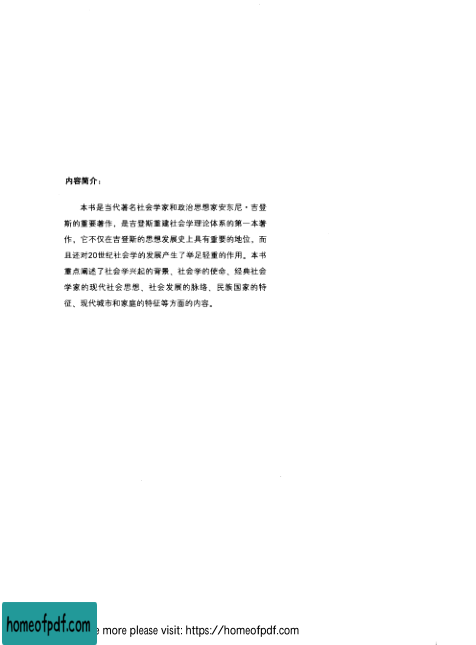 内容简介:
本书是当代著名社会学家和政治思想家安东尼·吉登
斯的重要著作，是吉登斯重建社会学理论体系的第一本著
作。它不仅在吉登斯的思想发展史上具有重要的地位，而
且还对20世纪社会学的发展产生了举足轻重的作用。本书
重点阐述了社会学兴起的背景、社会学的使命、经典社会
学家的现代社会思想、社会发展的脉络、民族国家的特
征、现代城市和家庭的特征等方面的内容。
homeofpdf.com
e more please visit: https://homeofpdf.com